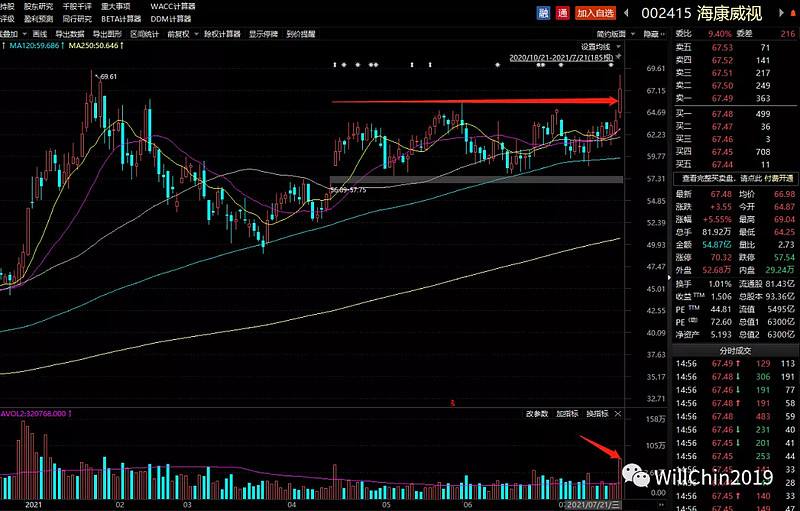 持股 股东研究 千股千评 重大事项 WACC计算器
评级 盈利预测 同行研究 BETA计算器 DDM计算器
融 通 加入自选 002415 海康威视
画线 导出数据 导出图形 区间统计 前复权 除权计算器 显示停牌 到价提醒 简约版面 隐藏
MA120:59.686 MA250:50.646
设置均线
2020/10/21-2021/7/21(185根)
69.61
57.75
69.61
67.15
64.69
62.23
59.77
57.31
54.85
52.39
49.93
47.47
45.01
42.55
40.09
37.63
35.17
32.71
AVOL2:320768.000
改参数 加指标 换指标
158万
105万
0.00
2021 02 03 04 05 06 2021/07/21/三
委比 9.40% 委差 216
卖五 67.53 71
卖四 67.52 141
卖三 67.51 217
卖二 67.50 249
卖一 67.49 363
买一 67.48 499
买二 67.47 36
买三 67.46 3
买四 67.45 708
买五 67.44 11
查看完整买卖盘，请点此 付费开通
最新 67.48 均价 66.98
涨跌 +3.55 今开 64.87
涨幅 +5.55% 最高 69.04
总手 81.92万 最低 64.25
金额 54.87亿 量比 2.73
涨停 70.32 跌停 57.54
外盘 52.68万 内盘 29.24万
换手 1.01% 流通股 81.43亿
收益TTM 1.506 总股本 93.36亿
PE TTM 44.81 流值 5495亿
PE 72.60 总值1 6300亿
净资产 5.193 总值2 6300亿
分时成交
14:56 67.49 129 113
14:56 67.48 306 191
14:56 67.46 191 77
14:56 67.48 191 58
14:56 67.48 483 59
14:56 67.46 253 40
14:56 67.45 201 41
14:56 67.46 230 44
WillChin2019